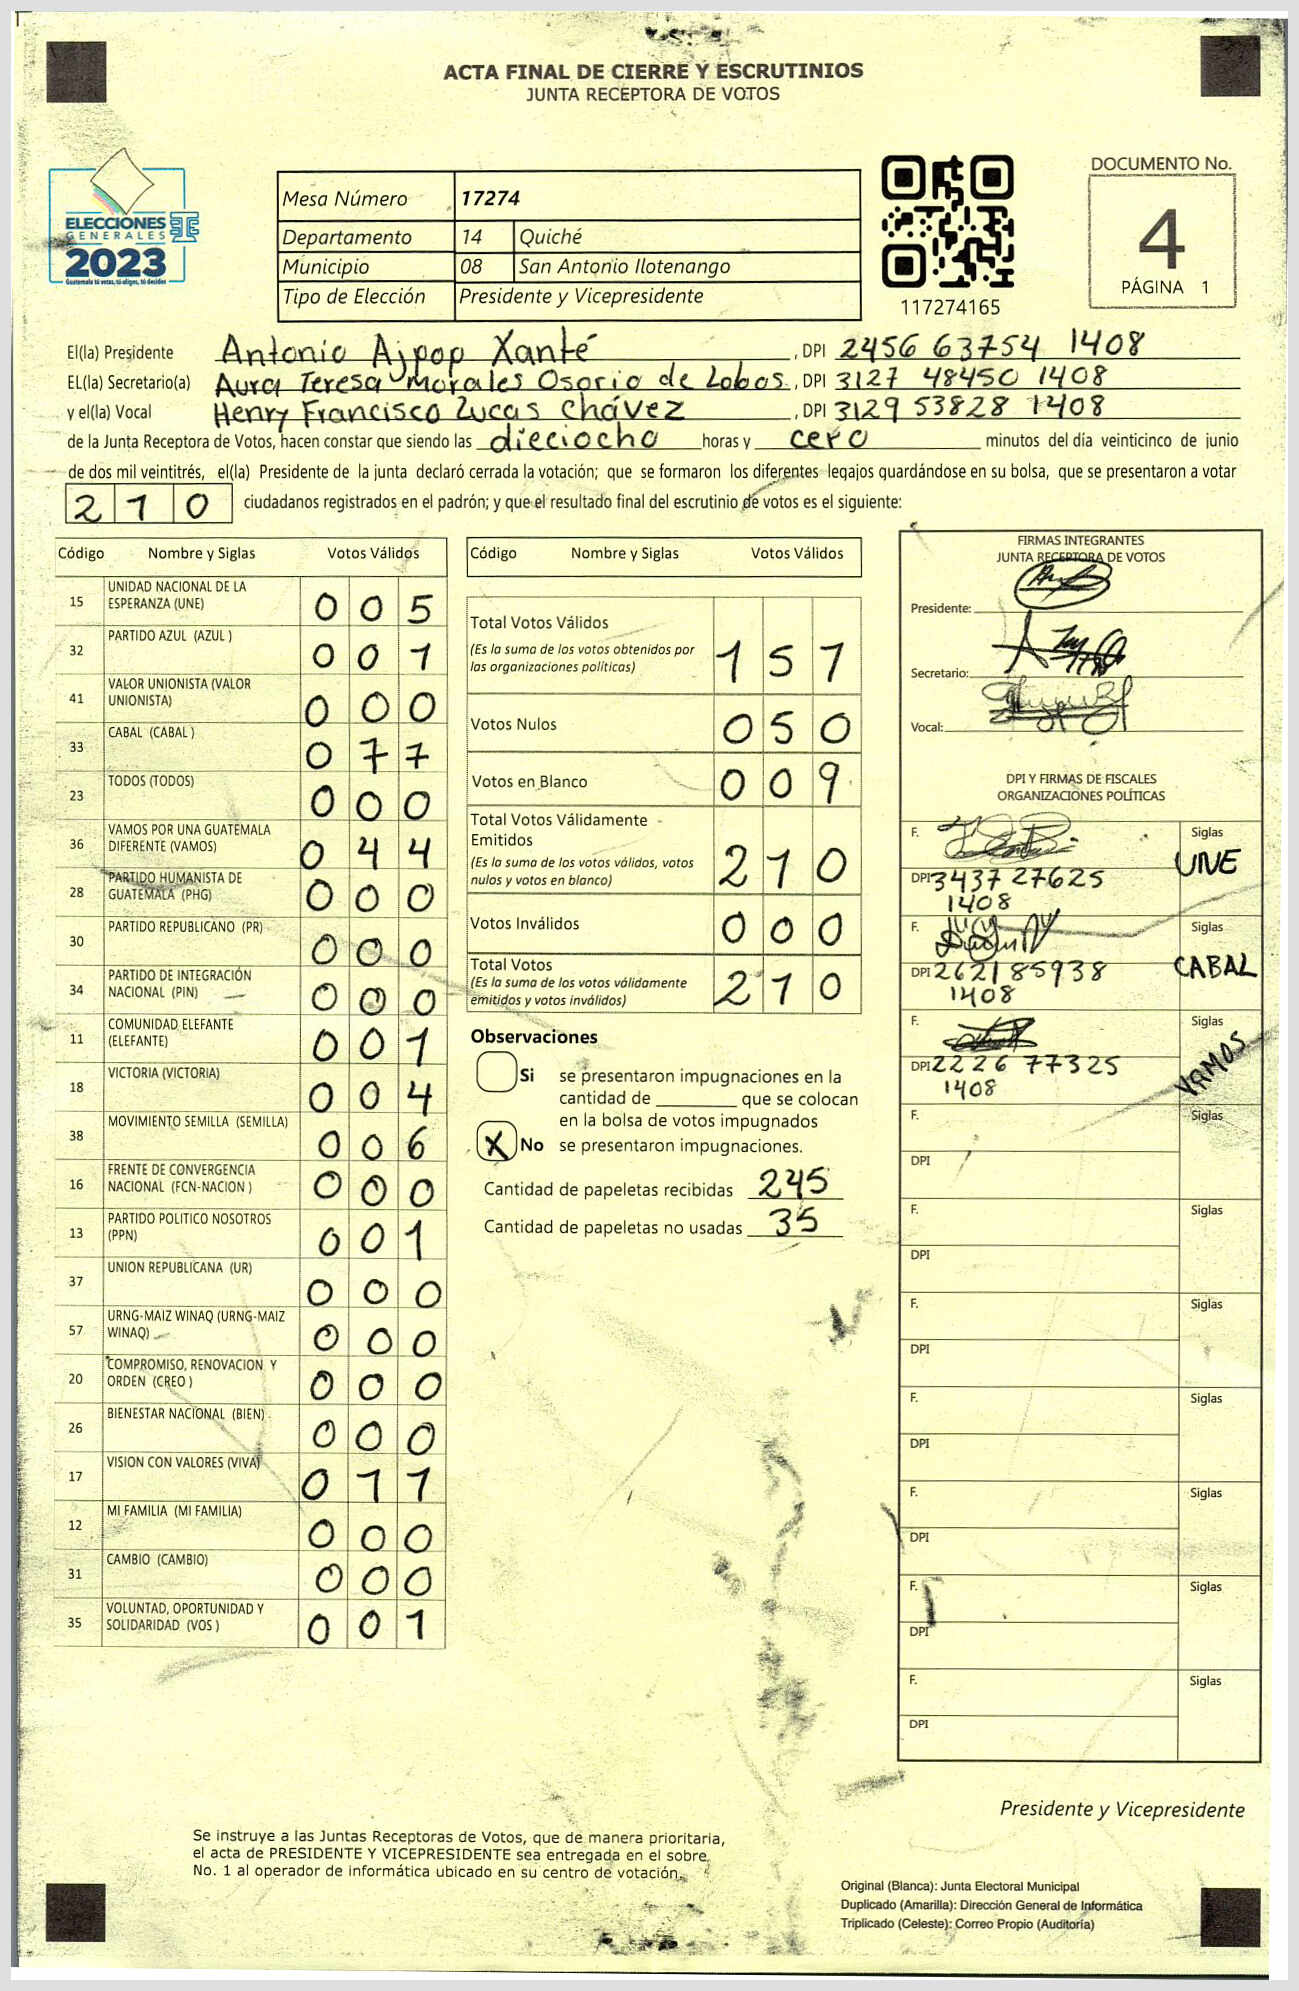 ACTA FINAL DE CIERRE Y ESCRUTINIOS
JUNTA RECEPTORA DE VOTOS
ELECCIONES
GENERALES
2023
Guatemala tú votas, tú eliges, tú decides
Mesa Número 17274
Departamento 14 Quiché
Municipio 08 San Antonio Ilotenango
Tipo de Elección Presidente y Vicepresidente
117274165
DOCUMENTO No.
4
PÁGINA 1
El(la) Presidente Antonio Ajpop Xanté, DPI 2456 63754 1408
EL(la) Secretario(a) Aura Teresa Morales Osorio de Lobos, DPI 3127 48450 1408
y el(la) Vocal Henry Francisco Lucas Chávez, DPI 3129 53828 1408
de la Junta Receptora de Votos, hacen constar que siendo las dieciocho horas y cero minutos del día veinticinco de junio
de dos mil veintitrés, el(la) Presidente de la junta declaró cerrada la votación; que se formaron los diferentes legajos guardándose en su bolsa, que se presentaron a votar
210 ciudadanos registrados en el padrón; y que el resultado final del escrutinio de votos es el siguiente:
Código Nombre y Siglas Votos Válidos
15 UNIDAD NACIONAL DE LA ESPERANZA (UNE) 0 0 5
32 PARTIDO AZUL (AZUL ) 0 0 1
41 VALOR UNIONISTA (VALOR UNIONISTA) 0 0 0
33 CABAL (CABAL ) 0 7 7
23 TODOS (TODOS) 0 0 0
36 VAMOS POR UNA GUATEMALA DIFERENTE (VAMOS) 0 4 4
28 PARTIDO HUMANISTA DE GUATEMALA (PHG) 0 0 0
30 PARTIDO REPUBLICANO (PR) 0 0 0
34 PARTIDO DE INTEGRACIÓN NACIONAL (PIN) 0 0 0
11 COMUNIDAD ELEFANTE (ELEFANTE) 0 0 1
18 VICTORIA (VICTORIA) 0 0 4
38 MOVIMIENTO SEMILLA (SEMILLA) 0 0 6
16 FRENTE DE CONVERGENCIA NACIONAL (FCN-NACION ) 0 0 0
13 PARTIDO POLITICO NOSOTROS (PPN) 0 0 1
37 UNION REPUBLICANA (UR) 0 0 0
57 URNG-MAIZ WINAQ (URNG-MAIZ WINAQ) 0 0 0
20 COMPROMISO, RENOVACION Y ORDEN (CREO ) 0 0 0
26 BIENESTAR NACIONAL (BIEN) 0 0 0
17 VISION CON VALORES (VIVA) 0 1 1
12 MI FAMILIA (MI FAMILIA) 0 0 0
31 CAMBIO (CAMBIO) 0 0 0
35 VOLUNTAD, OPORTUNIDAD Y SOLIDARIDAD (VOS ) 0 0 1
Código Nombre y Siglas Votos Válidos
Total Votos Válidos
(Es la suma de los votos obtenidos por
las organizaciones políticas) 1 5 1
Votos Nulos 0 5 0
Votos en Blanco 0 0 9
Total Votos Válidamente
Emitidos
(Es la suma de los votos válidos, votos
nulos y votos en blanco) 2 1 0
Votos Inválidos 0 0 0
Total Votos
(Es la suma de los votos válidamente
emitidos y votos inválidos) 2 1 0
Observaciones
Si se presentaron impugnaciones en la
cantidad de ________ que se colocan
en la bolsa de votos impugnados
X No se presentaron impugnaciones.
Cantidad de papeletas recibidas 245
Cantidad de papeletas no usadas 35
FIRMAS INTEGRANTES
JUNTA RECEPTORA DE VOTOS
Presidente:
Secretario:
Vocal:
DPI Y FIRMAS DE FISCALES
ORGANIZACIONES POLÍTICAS
F. Siglas UNE
DPI 3437 27625
1408
F. Siglas CABAL
DPI 2621 85938
1408
F. Siglas VAMOS
DPI 2226 77325
1408
F. Siglas
DPI
F. Siglas
DPI
F. Siglas
DPI
F. Siglas
DPI
F. Siglas
DPI
F. Siglas
DPI
F. Siglas
DPI
Presidente y Vicepresidente
Se instruye a las Juntas Receptoras de Votos, que de manera prioritaria,
el acta de PRESIDENTE Y VICEPRESIDENTE sea entregada en el sobre
No. 1 al operador de informática ubicado en su centro de votación.
Original (Blanca): Junta Electoral Municipal
Duplicado (Amarilla): Dirección General de Informática
Triplicado (Celeste): Correo Propio (Auditoría)